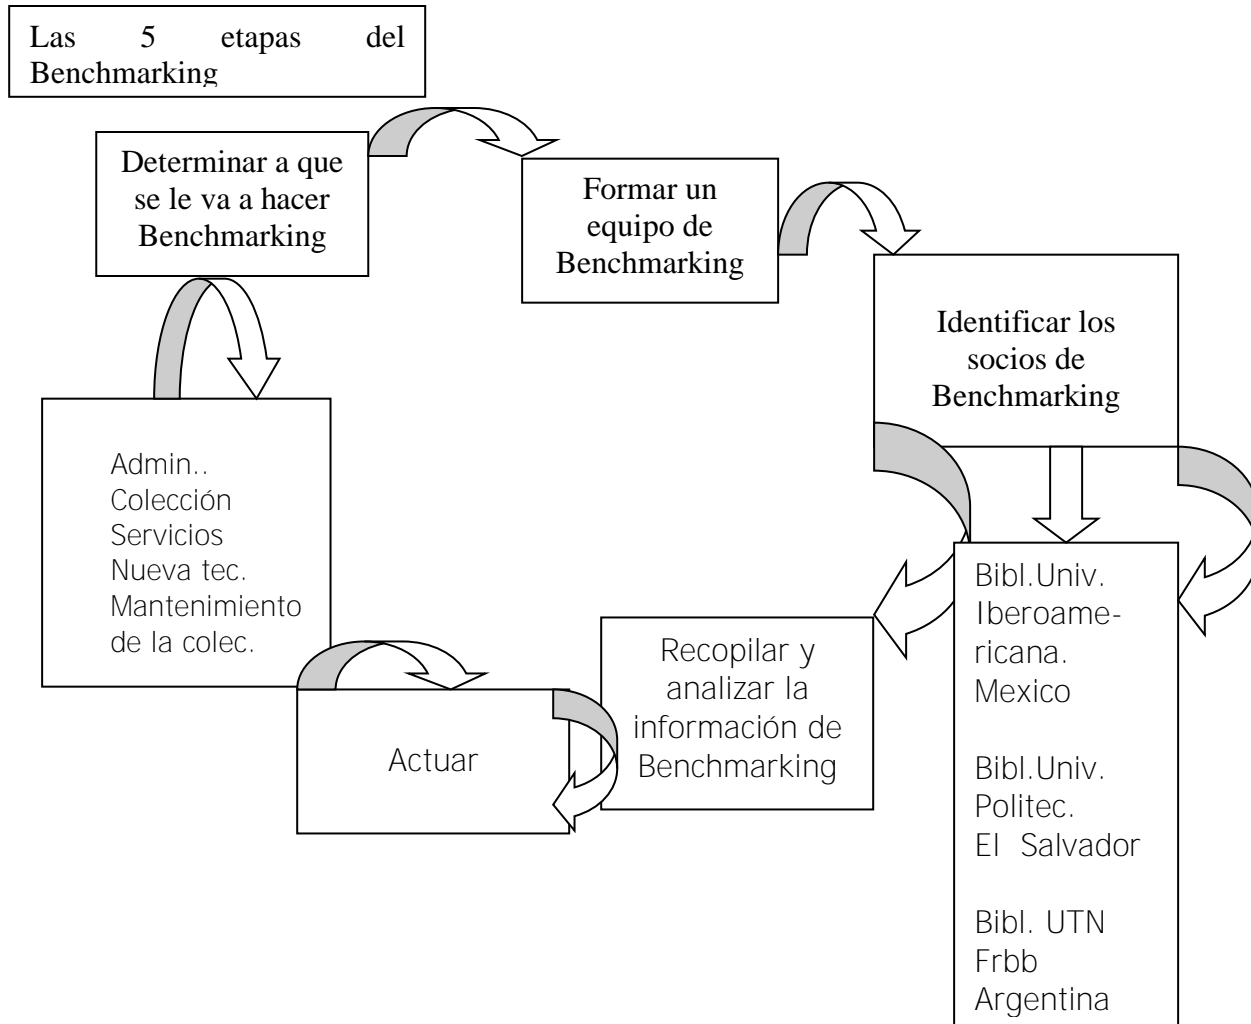 Las 5 etapas del
Benchmarking
Determinar a que
se le va a hacer
Benchmarking
Formar un
equipo de
Benchmarking
Identificar los
socios de
Benchmarking
Admin..
Colección
Servicios
Nueva tec.
Mantenimiento
de la colec.
Bibl.Univ.
Iberoame-
ricana.
Mexico
Bibl.Univ.
Politec.
El Salvador
Bibl. UTN
Frbb
Argentina
Recopilar y
analizar la
información de
Benchmarking
Actuar